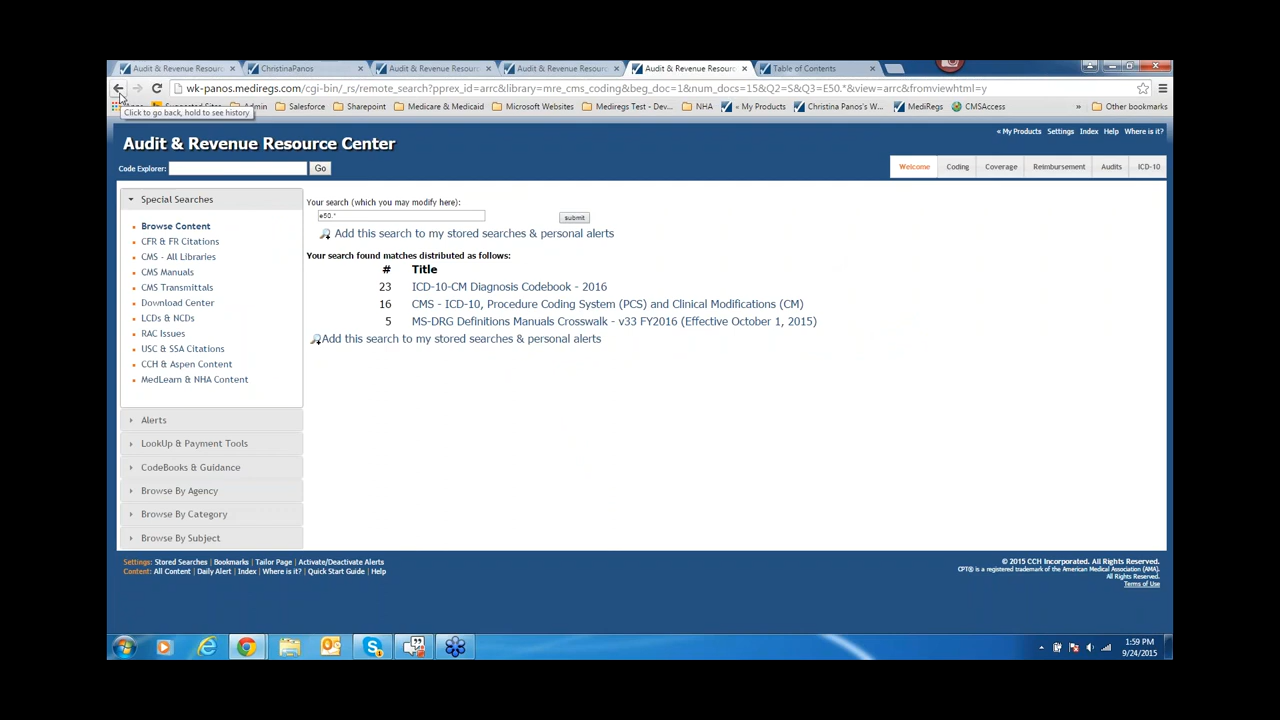 Audit & Revenue Resourc
ChristinaPanos
Audit & Revenue Resourc
Audit & Revenue Resourc
Audit & Revenue Resourc
Table of Contents
wk-panos.mediregs.com/cgi-bin/_rs/remote_search?pprex_id=arrc&library=mre_cms_coding&beg_doc=1&num_docs=15&Q2=S&Q3=E50.*&view=arrc&fromviewhtml=y
Admin
Salesforce
Sharepoint
Medicare & Medicaid
Microsoft Websites
Mediregs Test - Dev...
NHA
« My Products
Christina Panos's W...
MediRegs
CMSAccess
»
Other bookmarks
Click to go back, hold to see history
« My Products Settings Index Help Where is it?
Audit & Revenue Resource Center
Code Explorer:
Go
Welcome
Coding
Coverage
Reimbursement
Audits
ICD-10
Special Searches
Browse Content
CFR & FR Citations
CMS - All Libraries
CMS Manuals
CMS Transmittals
Download Center
LCDs & NCDs
RAC Issues
USC & SSA Citations
CCH & Aspen Content
MedLearn & NHA Content
Alerts
LookUp & Payment Tools
CodeBooks & Guidance
Browse By Agency
Browse By Category
Browse By Subject
Your search (which you may modify here):
e50.*
submit
Add this search to my stored searches & personal alerts
Your search found matches distributed as follows:
# Title
23 ICD-10-CM Diagnosis Codebook - 2016
16 CMS - ICD-10, Procedure Coding System (PCS) and Clinical Modifications (CM)
5 MS-DRG Definitions Manuals Crosswalk - v33 FY2016 (Effective October 1, 2015)
Add this search to my stored searches & personal alerts
Settings: Stored Searches | Bookmarks | Tailor Page | Activate/Deactivate Alerts
Content: All Content | Daily Alert | Index | Where is it? | Quick Start Guide | Help
© 2015 CCH Incorporated. All Rights Reserved.
CPT® is a registered trademark of the American Medical Association (AMA).
All Rights Reserved.
Terms of Use
1:59 PM
9/24/2015